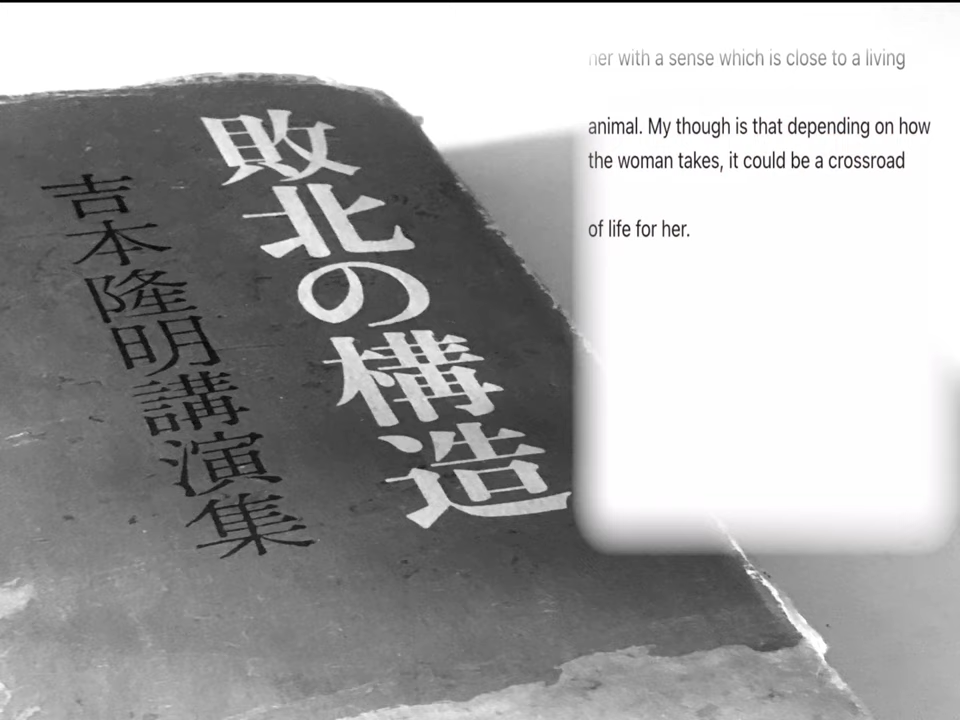 敗北の構造
吉本隆明講演集
her with a sense which is close to a living
animal. My though is that depending on how
the woman takes, it could be a crossroad
of life for her.